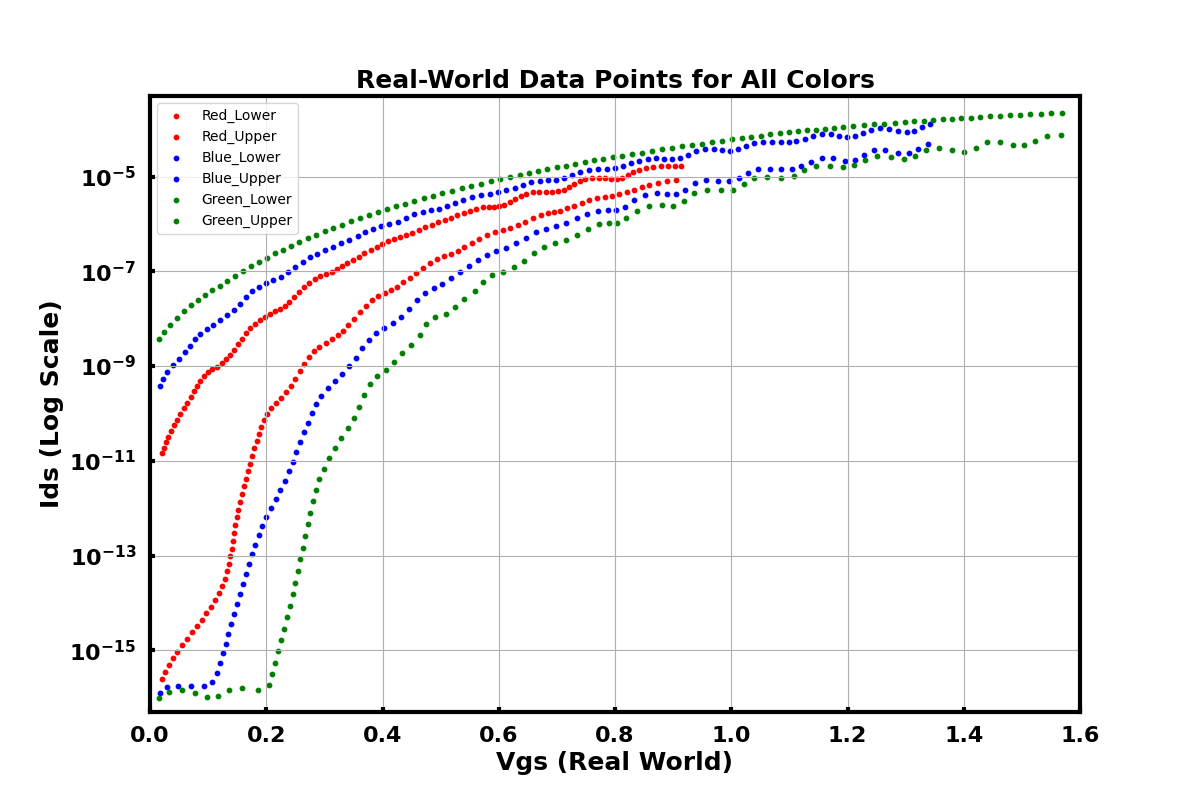 Real-World Data Points for All Colors
Red_Lower
Red_Upper
Blue_Lower
Blue_Upper
Green_Lower
Green_Upper
Ids (Log Scale)
10⁻⁵
10⁻⁷
10⁻⁹
10⁻¹¹
10⁻¹³
10⁻¹⁵
0.0 0.2 0.4 0.6 0.8 1.0 1.2 1.4 1.6
Vgs (Real World)